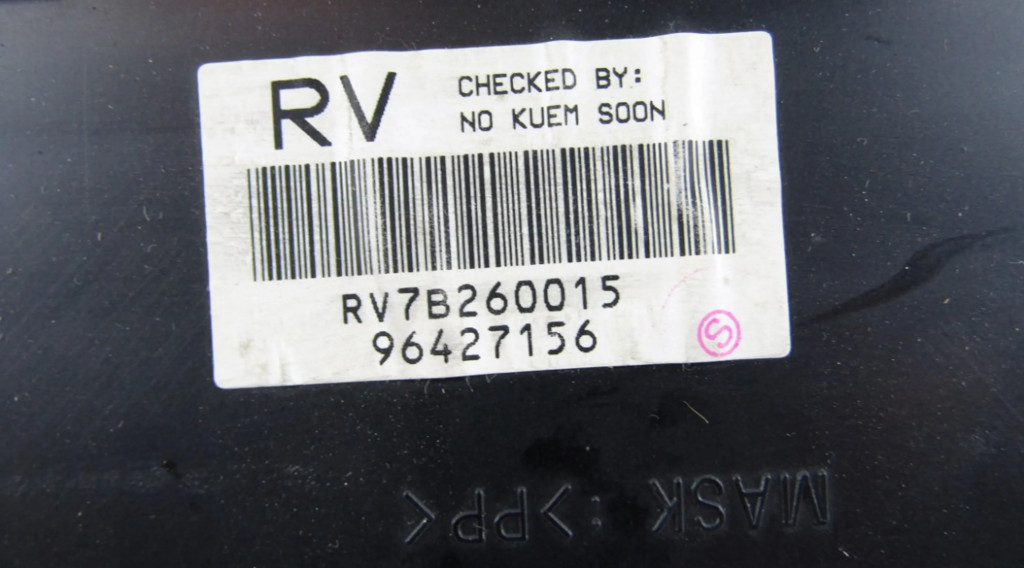 RV
CHECKED BY:
NO KUEM SOON
RV7B260015
96427156
S
MASK : >PP<